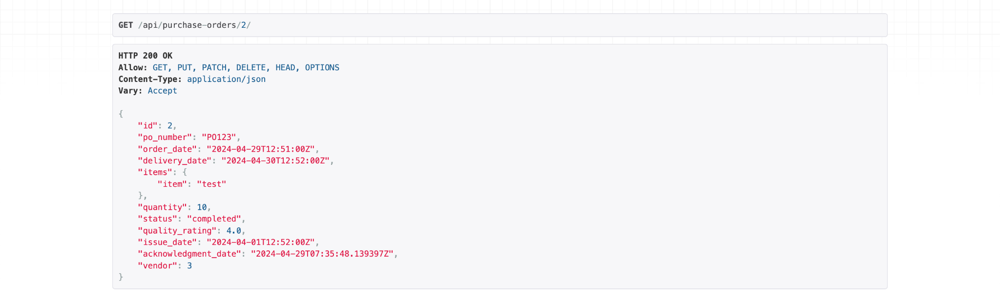 GET /api/purchase-orders/2/
HTTP 200 OK
Allow: GET, PUT, PATCH, DELETE, HEAD, OPTIONS
Content-Type: application/json
Vary: Accept
{
    "id": 2,
    "po_number": "PO123",
    "order_date": "2024-04-29T12:51:00Z",
    "delivery_date": "2024-04-30T12:52:00Z",
    "items": {
        "item": "test"
    },
    "quantity": 10,
    "status": "completed",
    "quality_rating": 4.0,
    "issue_date": "2024-04-01T12:52:00Z",
    "acknowledgment_date": "2024-04-29T07:35:48.139397Z",
    "vendor": 3
}